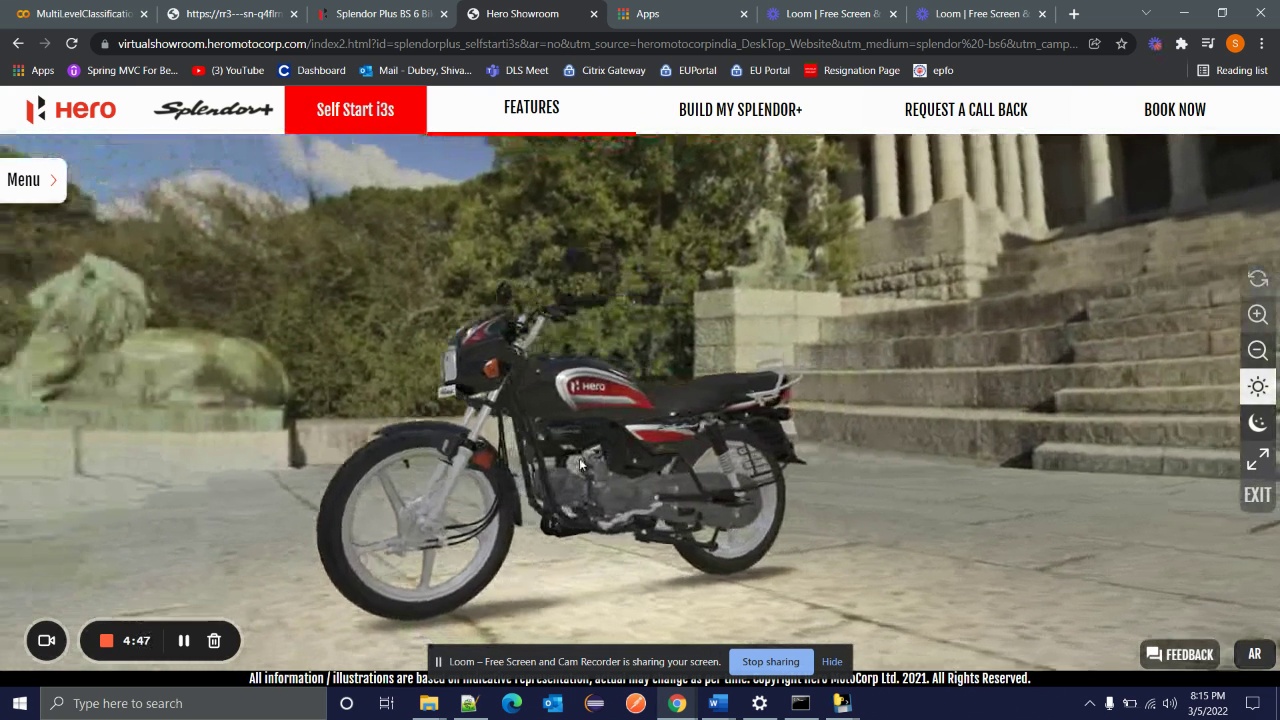 MultiLevelClassificatio
https://rr3---sn-q4flrn
Splendor Plus BS 6 Bik
Hero Showroom
Apps
Loom | Free Screen &
Loom | Free Screen &
virtualshowroom.heromotocorp.com/index2.html?id=splendorplus_selfstarti3s&a=no&utm_source=heromotocorpindia_DeskTop_Website&utm_medium=splendor%20-bs6&utm_camp...
S
Apps
Spring MVC For Be...
(3) YouTube
Dashboard
Mail - Dubey, Shiva...
DLS Meet
Citrix Gateway
EUPortal
EU Portal
Resignation Page
epfo
Reading list
Hero
Splendor+
Self Start i3s
FEATURES
BUILD MY SPLENDOR+
REQUEST A CALL BACK
BOOK NOW
Menu
Hero
EXIT
4:47
Loom – Free Screen and Cam Recorder is sharing your screen.
Stop sharing
Hide
FEEDBACK
AR
All information / illustrations are based on indicative representation, actual may change as per time. Copyright Hero MotoCorp Ltd. 2021. All Rights Reserved.
Type here to search
8:15 PM
3/5/2022